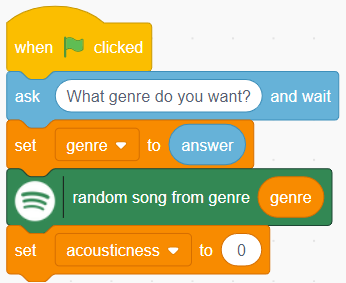 when clicked
ask What genre do you want? and wait
set genre to answer
random song from genre genre
set acousticness to 0